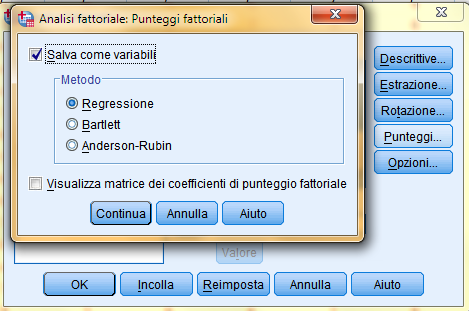 Analisi fattoriale: Punteggi fattoriali
Salva come variabili
Metodo
Regressione
Bartlett
Anderson-Rubin
Visualizza matrice dei coefficienti di punteggio fattoriale
Continua Annulla Aiuto
Descrittive...
Estrazione...
Rotazione...
Punteggi...
Opzioni...
Valore
OK Incolla Reimposta Annulla Aiuto